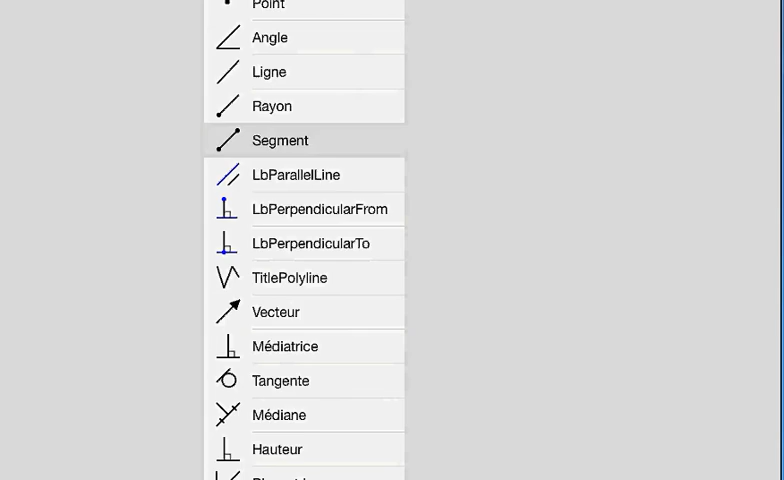 Point
Angle
Ligne
Rayon
Segment
LbParallelLine
LbPerpendicularFrom
LbPerpendicularTo
TitlePolyline
Vecteur
Médiatrice
Tangente
Médiane
Hauteur